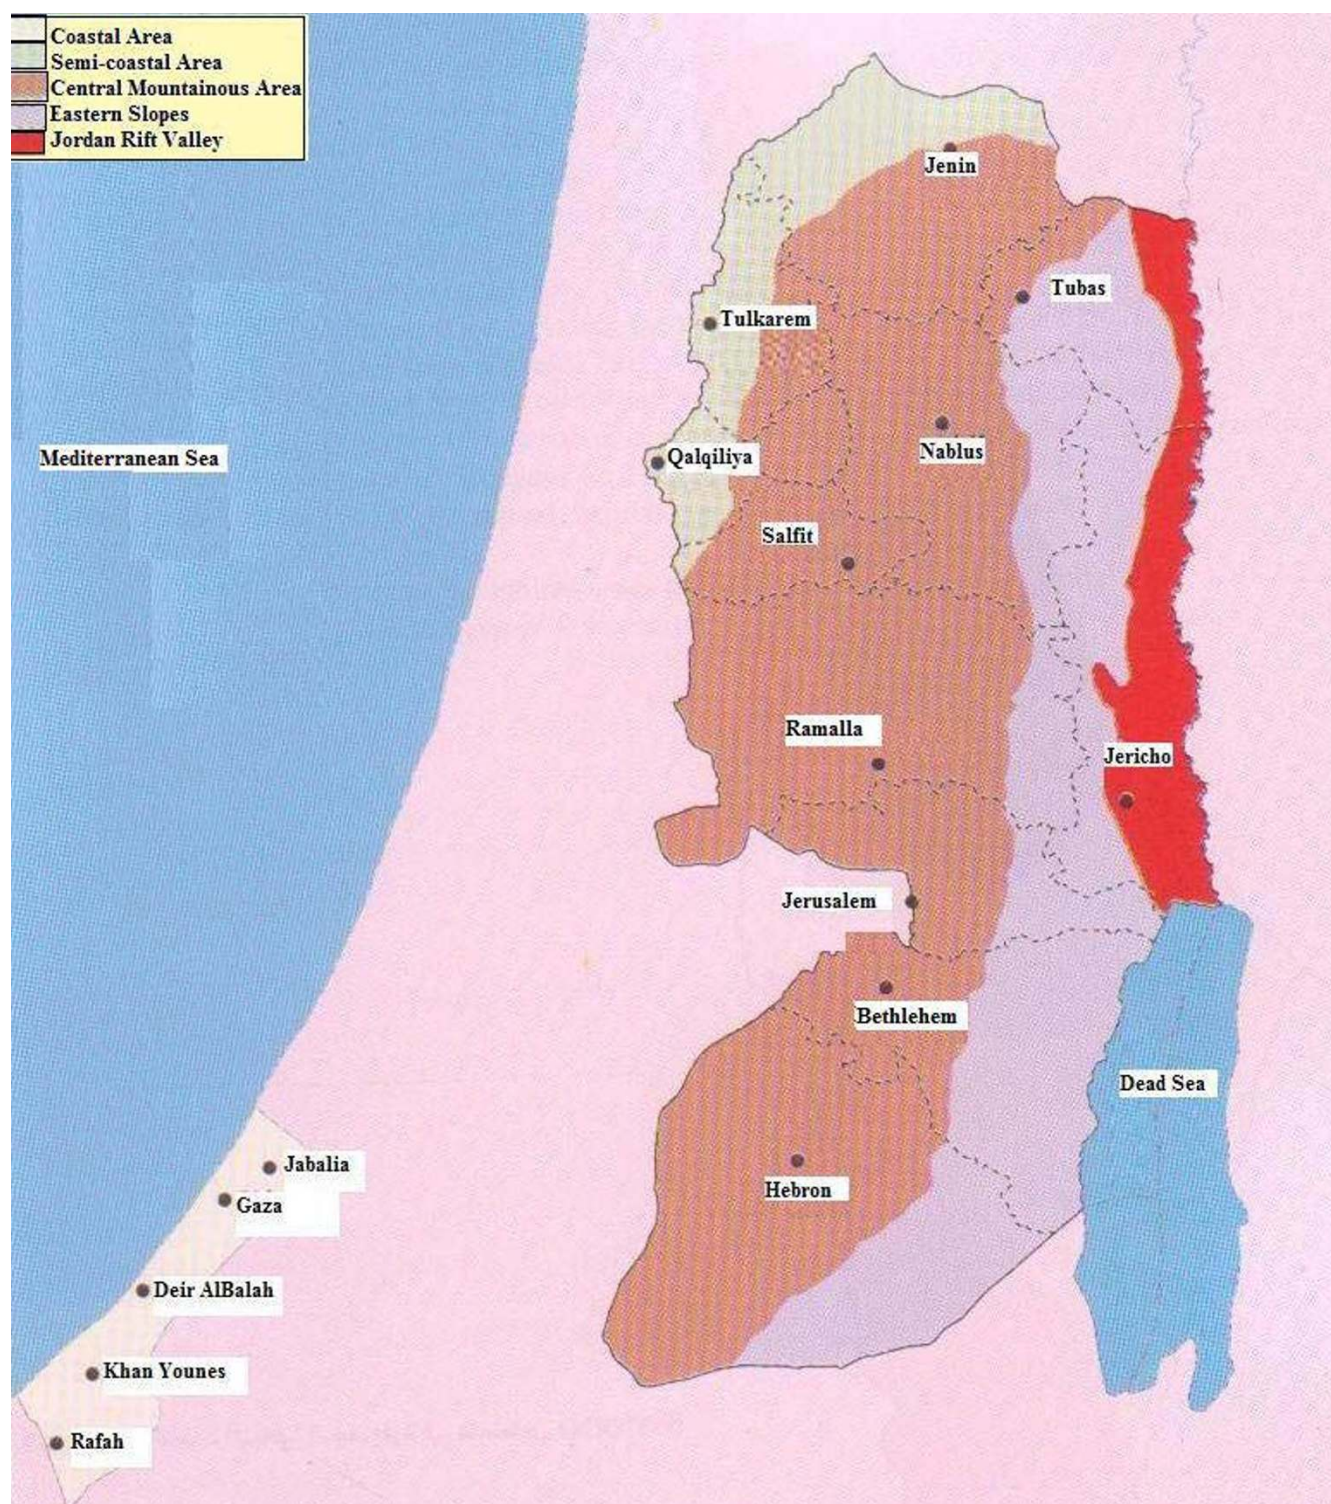 Coastal Area
Semi-coastal Area
Central Mountainous Area
Eastern Slopes
Jordan Rift Valley
Jenin
Tubas
Tulkarem
Nablus
Qalqiliya
Mediterranean Sea
Salfit
Ramalla
Jericho
Jerusalem
Bethlehem
Dead Sea
Jabalia
Hebron
Gaza
Deir AlBalah
Khan Younes
Rafah